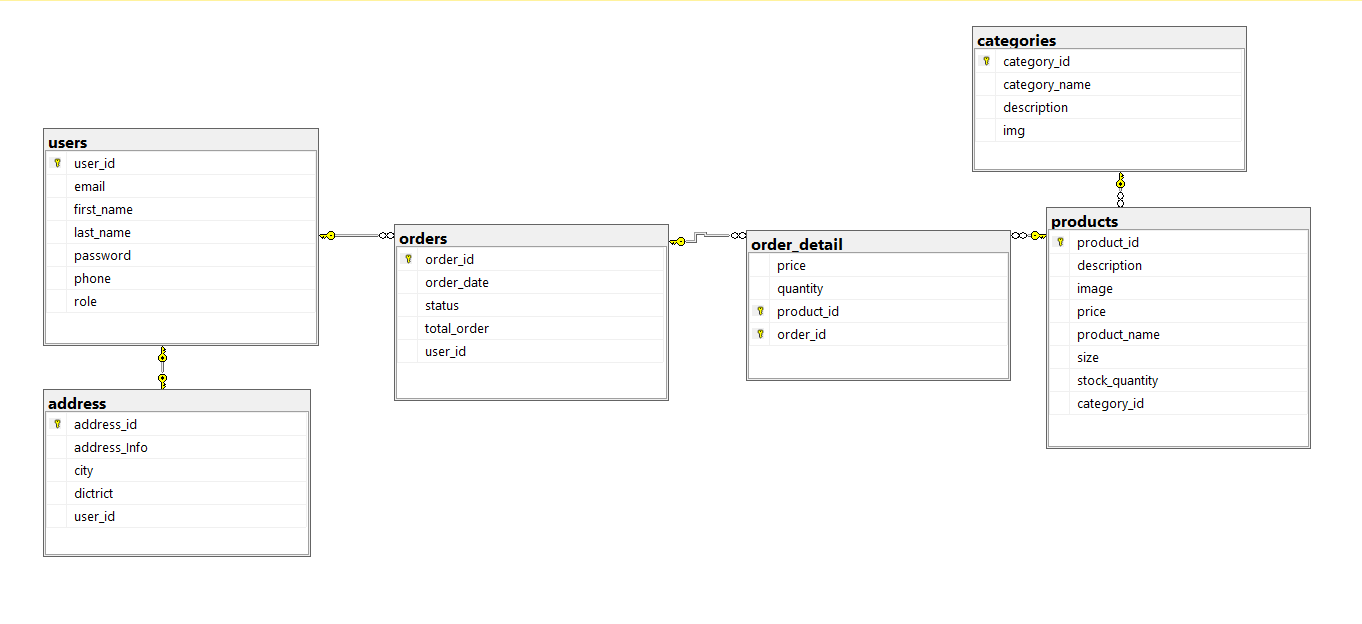 categories
category_id
category_name
description
img
users
user_id
email
first_name
last_name
password
phone
role
orders
order_id
order_date
status
total_order
user_id
order_detail
price
quantity
product_id
order_id
products
product_id
description
image
price
product_name
size
stock_quantity
category_id
address
address_id
address_Info
city
dictrict
user_id